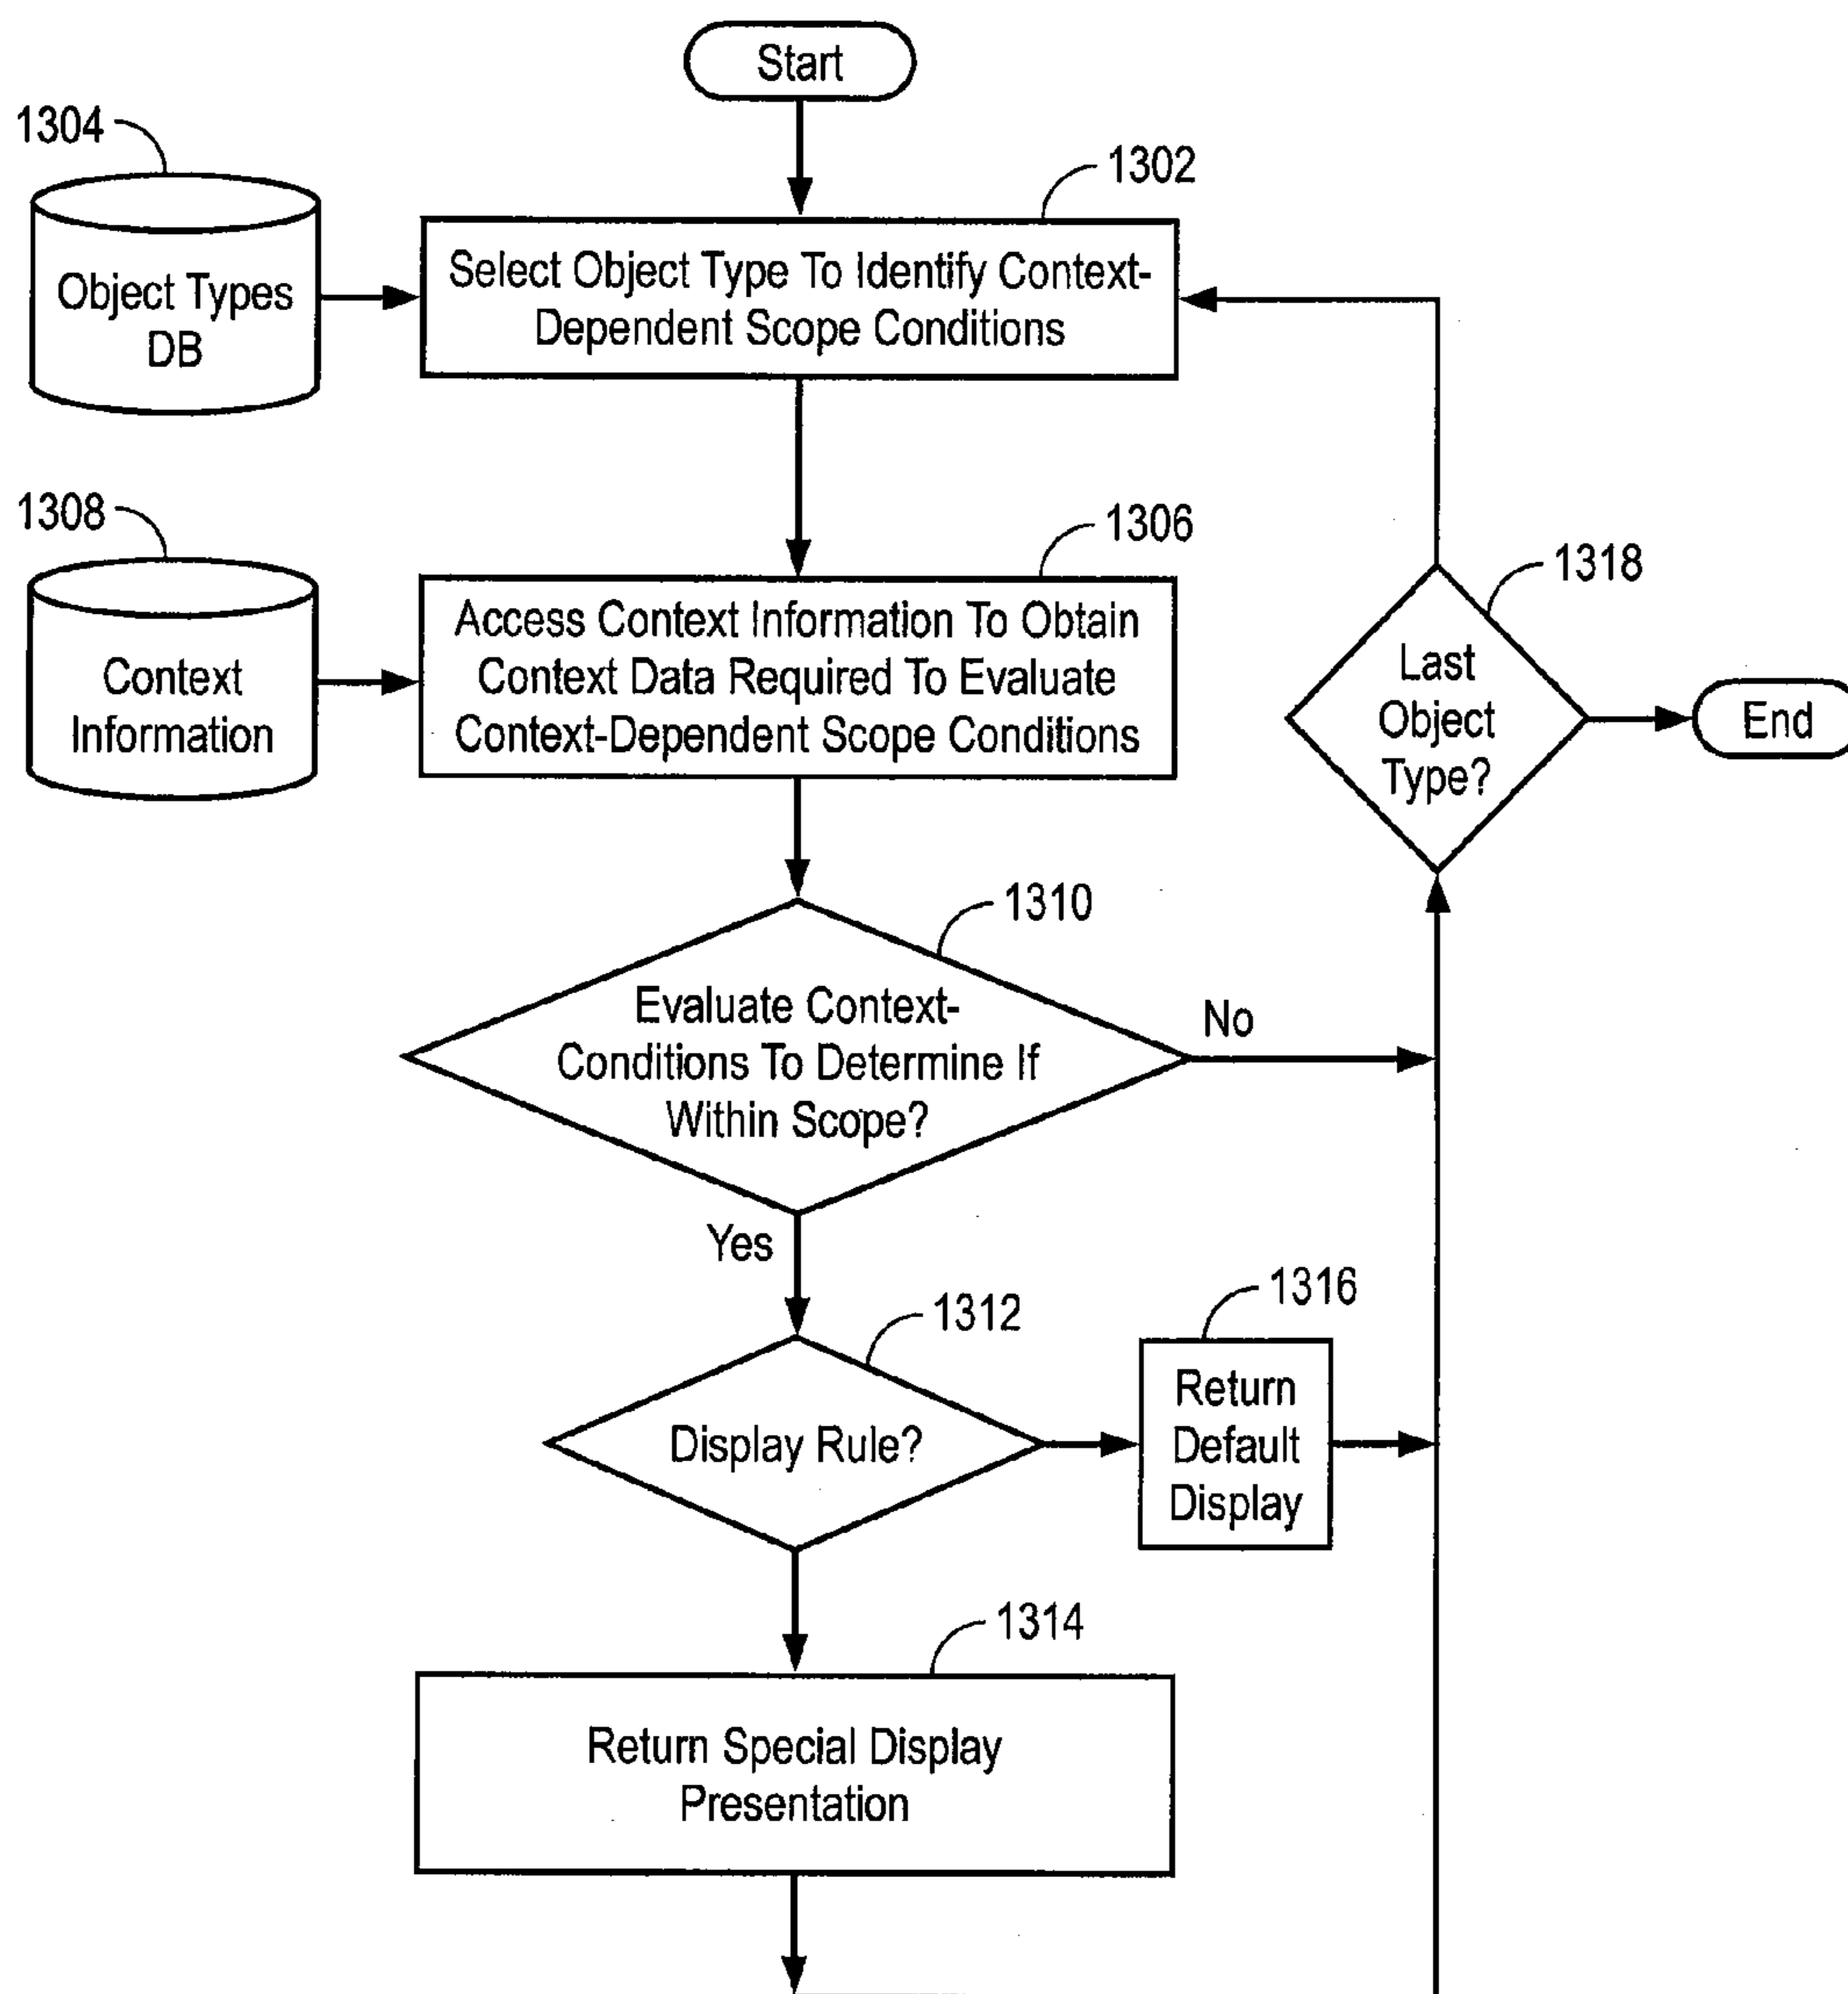 Start
1304
1302
Object Types
DB
Select Object Type To Identify Context-
Dependent Scope Conditions
1308
1306
Context
Information
Access Context Information To Obtain
Context Data Required To Evaluate
Context-Dependent Scope Conditions
1318
Last
Object
Type?
End
1310
Evaluate Context-
Conditions To Determine If
Within Scope?
No
Yes
1312
Display Rule?
1316
Return
Default
Display
1314
Return Special Display
Presentation